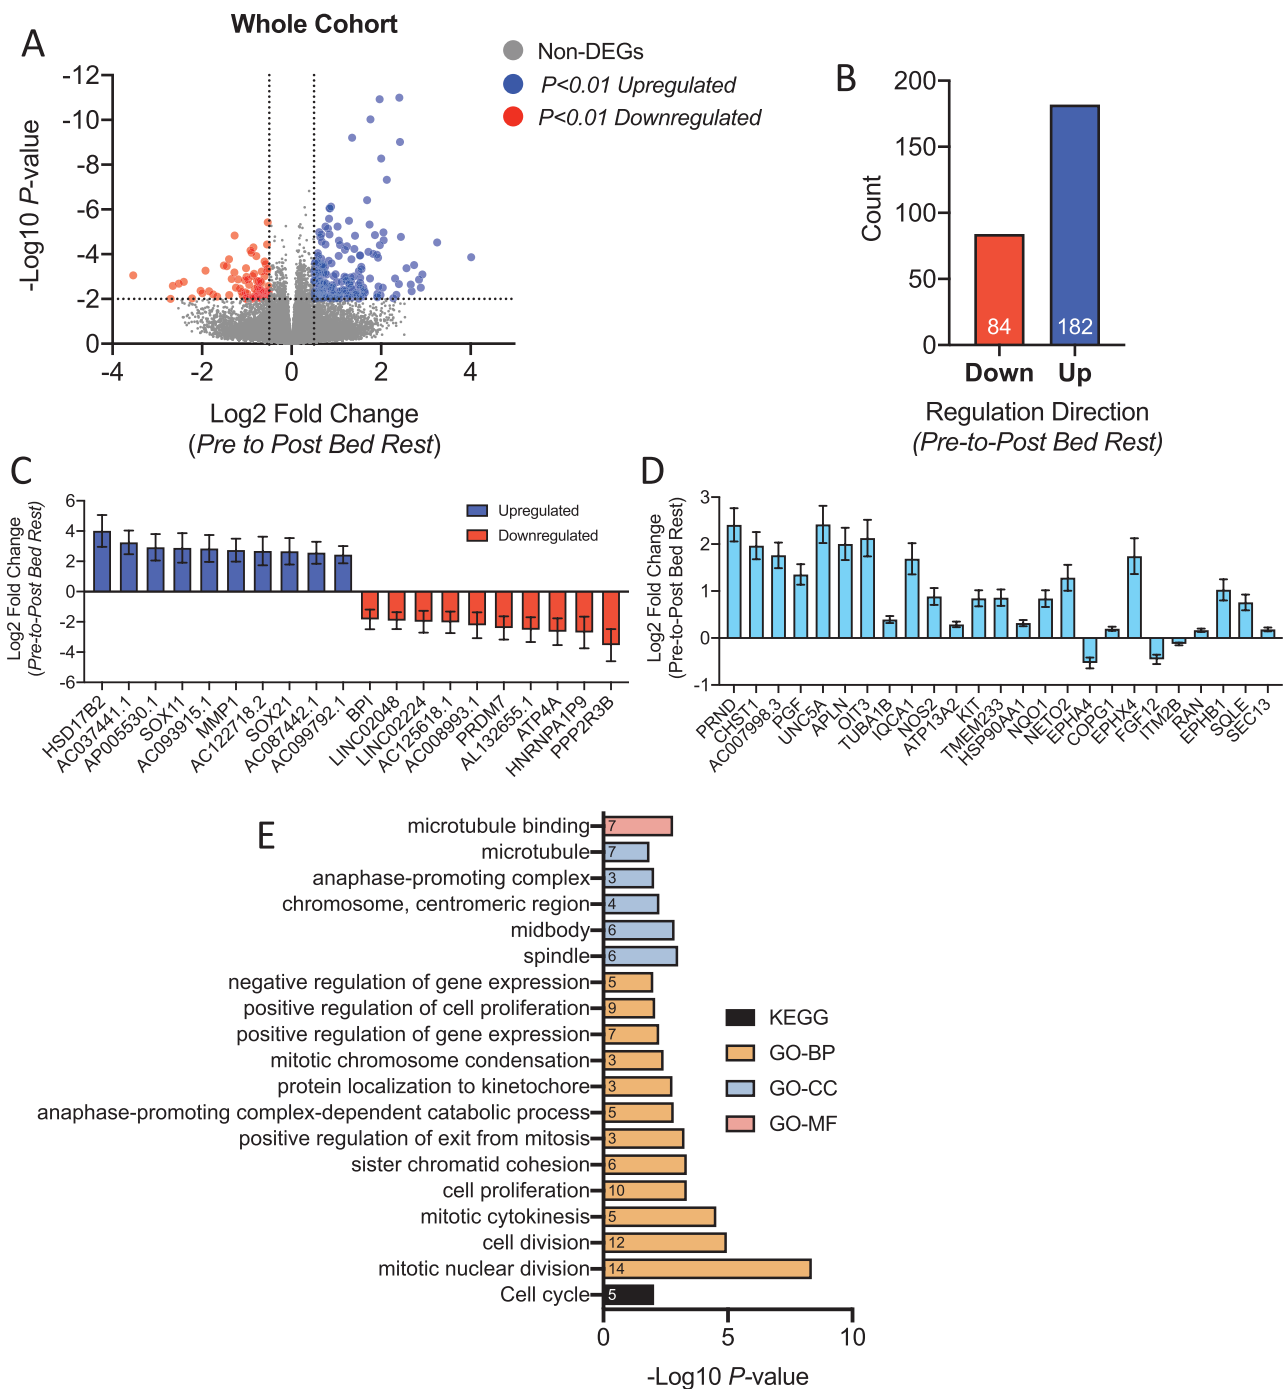 A
Whole Cohort
Non-DEGs
P<0.01 Upregulated
P<0.01 Downregulated
-Log10 P-value
-12
-10
-8
-6
-4
-2
0
-4
-2
0
2
4
Log2 Fold Change
(Pre to Post Bed Rest)
B
Count
200
150
100
50
0
84
182
Down
Up
Regulation Direction
(Pre-to-Post Bed Rest)
C
Log2 Fold Change
(Pre-to-Post Bed Rest)
6
4
2
0
-2
-4
-6
Upregulated
Downregulated
HSD17B2
AC037441.1
AP005530.1
SOX11
AC093915.1
MMP1
AC122718.2
SOX21
AC087442.1
AC099792.1
BPI
LINC02048
LINC02224
AC125618.1
AC008993.1
PRDM7
AL132655.1
ATP4A
HNRNPA1P9
PPP2R3B
D
Log2 Fold Change
(Pre-to-Post Bed Rest)
3
2
1
0
-1
PRND
CHST1
AC007998.3
PGF
UNC5A
APLN
OIT3
TUBA1B
IQCA1
NOS2
ATP13A2
KIT
TMEM233
HSP90AA1
NQO1
NETO2
EPHA4
COPG1
EPHX4
FGF12
ITM2B
RAN
EPHB1
SQLE
SEC13
E
microtubule binding
7
microtubule
7
anaphase-promoting complex
3
chromosome, centromeric region
4
midbody
6
spindle
6
negative regulation of gene expression
5
positive regulation of cell proliferation
9
positive regulation of gene expression
7
mitotic chromosome condensation
3
protein localization to kinetochore
3
anaphase-promoting complex-dependent catabolic process
5
positive regulation of exit from mitosis
3
sister chromatid cohesion
6
cell proliferation
10
mitotic cytokinesis
5
cell division
12
mitotic nuclear division
14
Cell cycle
5
KEGG
GO-BP
GO-CC
GO-MF
0
5
10
-Log10 P-value